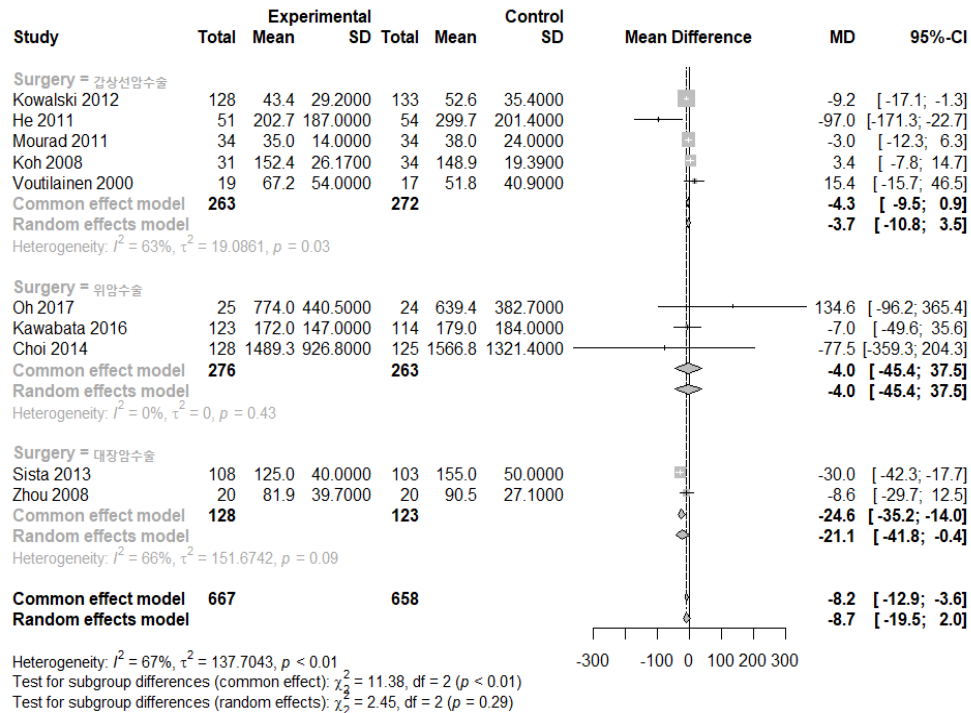 Experimental Control
Study Total Mean SD Total Mean SD Mean Difference MD 95%-CI
Surgery = 갑상선암수술
Kowalski 2012 128 43.4 29.2000 133 52.6 35.4000 -9.2 [ -17.1; -1.3]
He 2011 51 202.7 187.0000 54 299.7 201.4000 -97.0 [-171.3; -22.7]
Mourad 2011 34 35.0 14.0000 34 38.0 24.0000 -3.0 [ -12.3; 6.3]
Koh 2008 31 152.4 26.1700 34 148.9 19.3900 3.4 [ -7.8; 14.7]
Voutilainen 2000 19 67.2 54.0000 17 51.8 40.9000 15.4 [ -15.7; 46.5]
Common effect model 263 272 -4.3 [ -9.5; 0.9]
Random effects model -3.7 [ -10.8; 3.5]
Heterogeneity: I² = 63%, τ² = 19.0861, p = 0.03
Surgery = 위암수술
Oh 2017 25 774.0 440.5000 24 639.4 382.7000 134.6 [ -96.2; 365.4]
Kawabata 2016 123 172.0 147.0000 114 179.0 184.0000 -7.0 [ -49.6; 35.6]
Choi 2014 128 1489.3 926.8000 125 1566.8 1321.4000 -77.5 [-359.3; 204.3]
Common effect model 276 263 -4.0 [ -45.4; 37.5]
Random effects model -4.0 [ -45.4; 37.5]
Heterogeneity: I² = 0%, τ² = 0, p = 0.43
Surgery = 대장암수술
Sista 2013 108 125.0 40.0000 103 155.0 50.0000 -30.0 [ -42.3; -17.7]
Zhou 2008 20 81.9 39.7000 20 90.5 27.1000 -8.6 [ -29.7; 12.5]
Common effect model 128 123 -24.6 [ -35.2; -14.0]
Random effects model -21.1 [ -41.8; -0.4]
Heterogeneity: I² = 66%, τ² = 151.6742, p = 0.09
Common effect model 667 658 -8.2 [ -12.9; -3.6]
Random effects model -8.7 [ -19.5; 2.0]
-300 -100 0 100 200 300
Heterogeneity: I² = 67%, τ² = 137.7043, p < 0.01
Test for subgroup differences (common effect): χ²₂ = 11.38, df = 2 (p < 0.01)
Test for subgroup differences (random effects): χ²₂ = 2.45, df = 2 (p = 0.29)